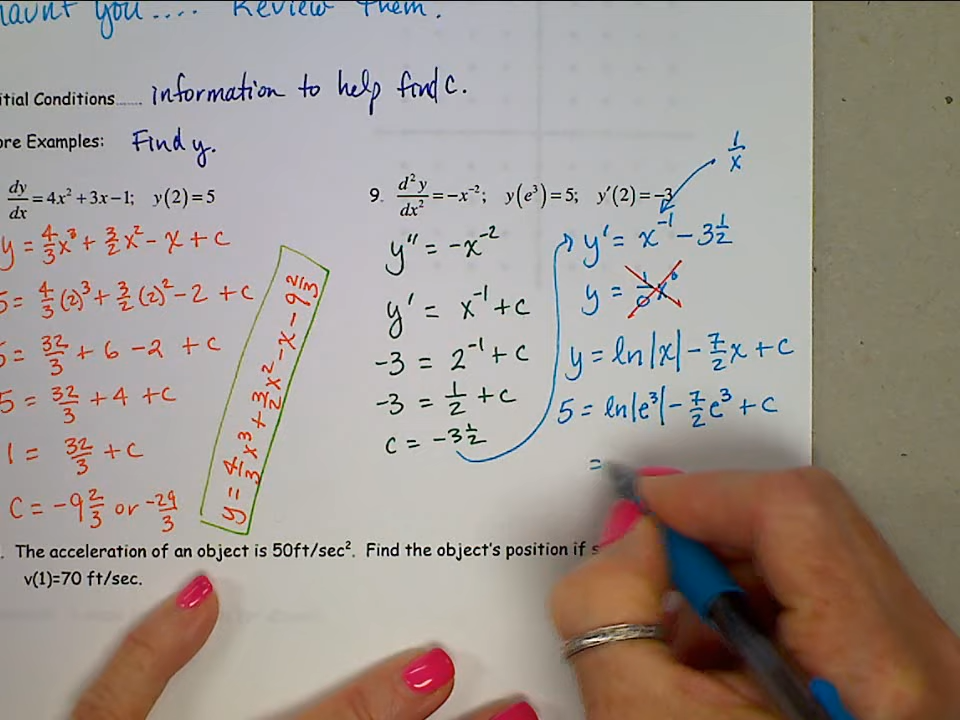 haunt you.... Review them.
itial Conditions....... information to help find c.
ore Examples: Find y.
dy/dx = 4x² + 3x − 1; y(2) = 5
y = 4/3x³ + 3/2x² − x + c
5 = 4/3(2)³ + 3/2(2)² − 2 + c
5 = 32/3 + 6 − 2 + c
5 = 32/3 + 4 + c
1 = 32/3 + c
C = −9 2/3 or −29/3
y = 4/3x³ + 3/2x² − x − 9 2/3
9. d²y/dx² = −x⁻²; y(e³) = 5; y′(2) = −3
y″ = −x⁻²
y′ = x⁻¹ + c
−3 = 2⁻¹ + c
−3 = 1/2 + c
c = −3 1/2
1/x
y′ = x⁻¹ − 3 1/2
y = 1/0 x⁰
y = ln|x| − 7/2x + c
5 = ln|e³| − 7/2e³ + c
=
. The acceleration of an object is 50ft/sec². Find the object's position if s
v(1)=70 ft/sec.